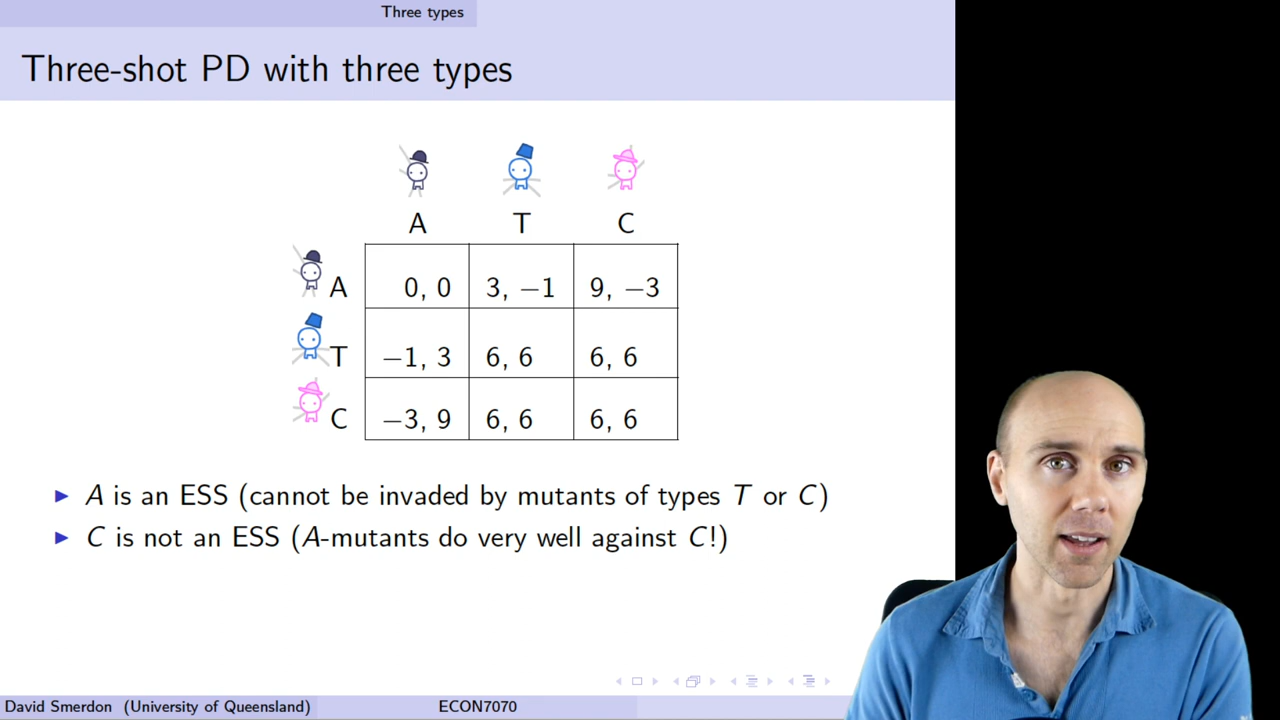 Three types
Three-shot PD with three types
A T C
A 0, 0 3, −1 9, −3
T −1, 3 6, 6 6, 6
C −3, 9 6, 6 6, 6
A is an ESS (cannot be invaded by mutants of types T or C)
C is not an ESS (A-mutants do very well against C!)
David Smerdon (University of Queensland) ECON7070